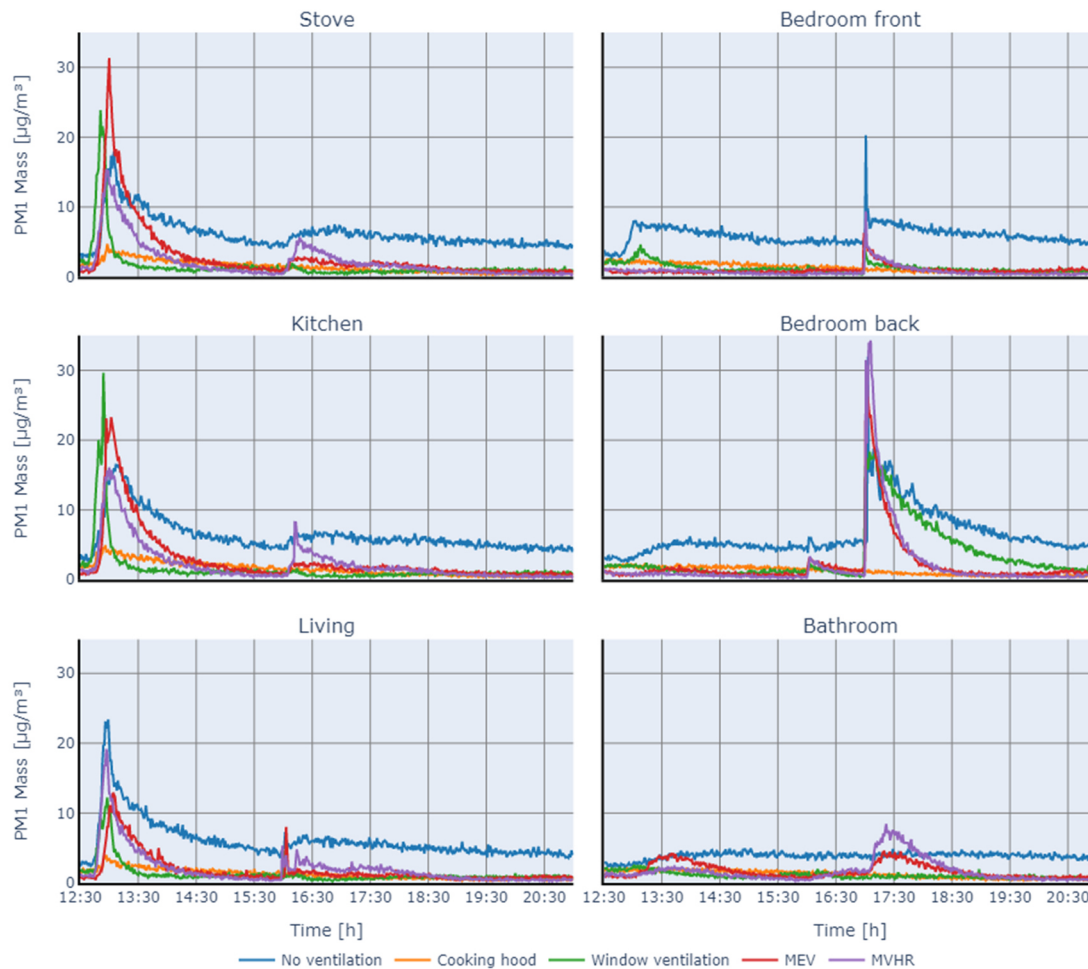 Stove Bedroom front
PM1 Mass [µg/m³]
30
20
10
0
Kitchen Bedroom back
PM1 Mass [µg/m³]
30
20
10
0
Living Bathroom
PM1 Mass [µg/m³]
30
20
10
0
12:30 13:30 14:30 15:30 16:30 17:30 18:30 19:30 20:30 12:30 13:30 14:30 15:30 16:30 17:30 18:30 19:30 20:30
Time [h] Time [h]
No ventilation Cooking hood Window ventilation MEV MVHR